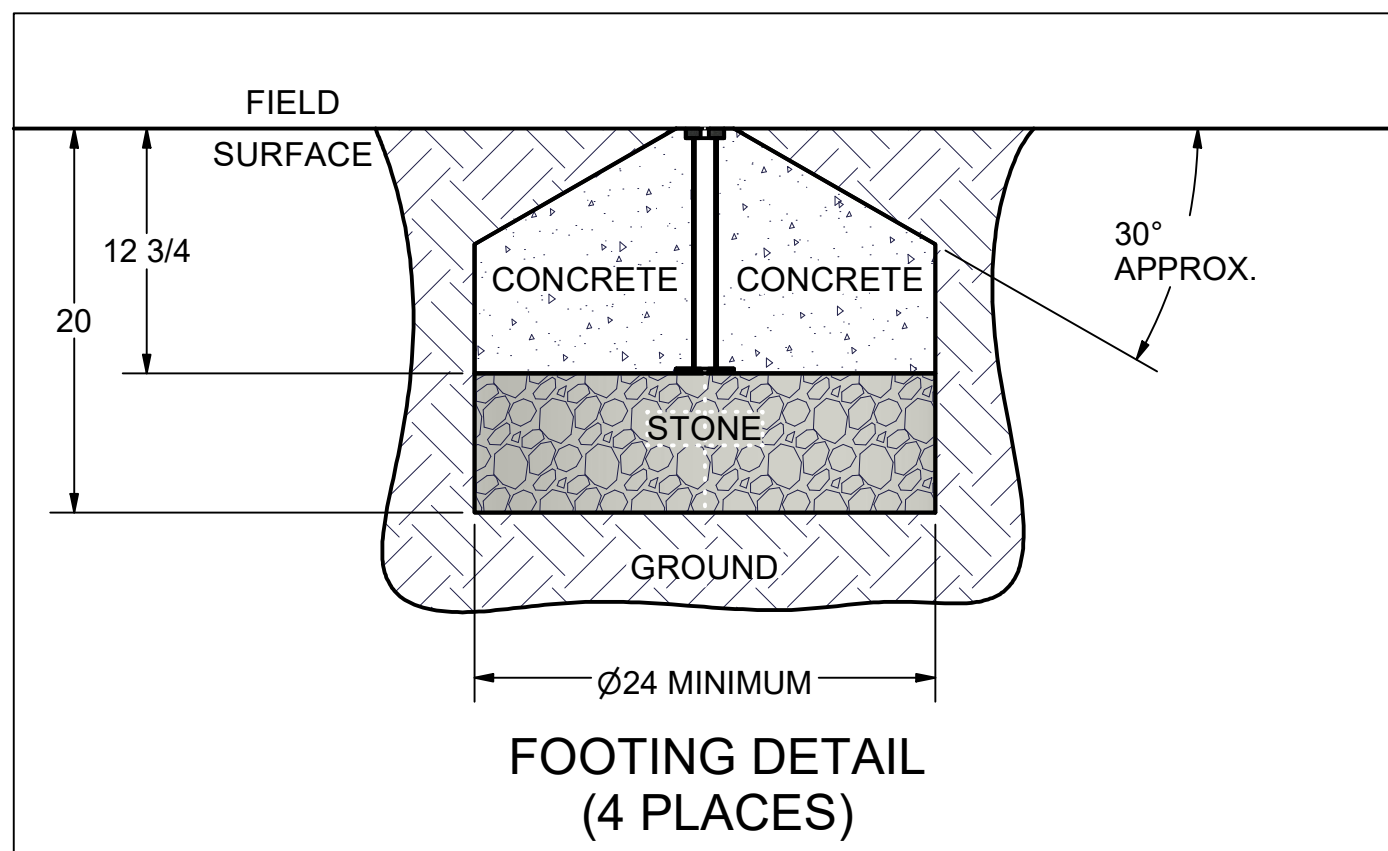 FIELD
SURFACE
12 3/4
20
30°
APPROX.
CONCRETE
CONCRETE
STONE
GROUND
Ø24 MINIMUM
FOOTING DETAIL
(4 PLACES)